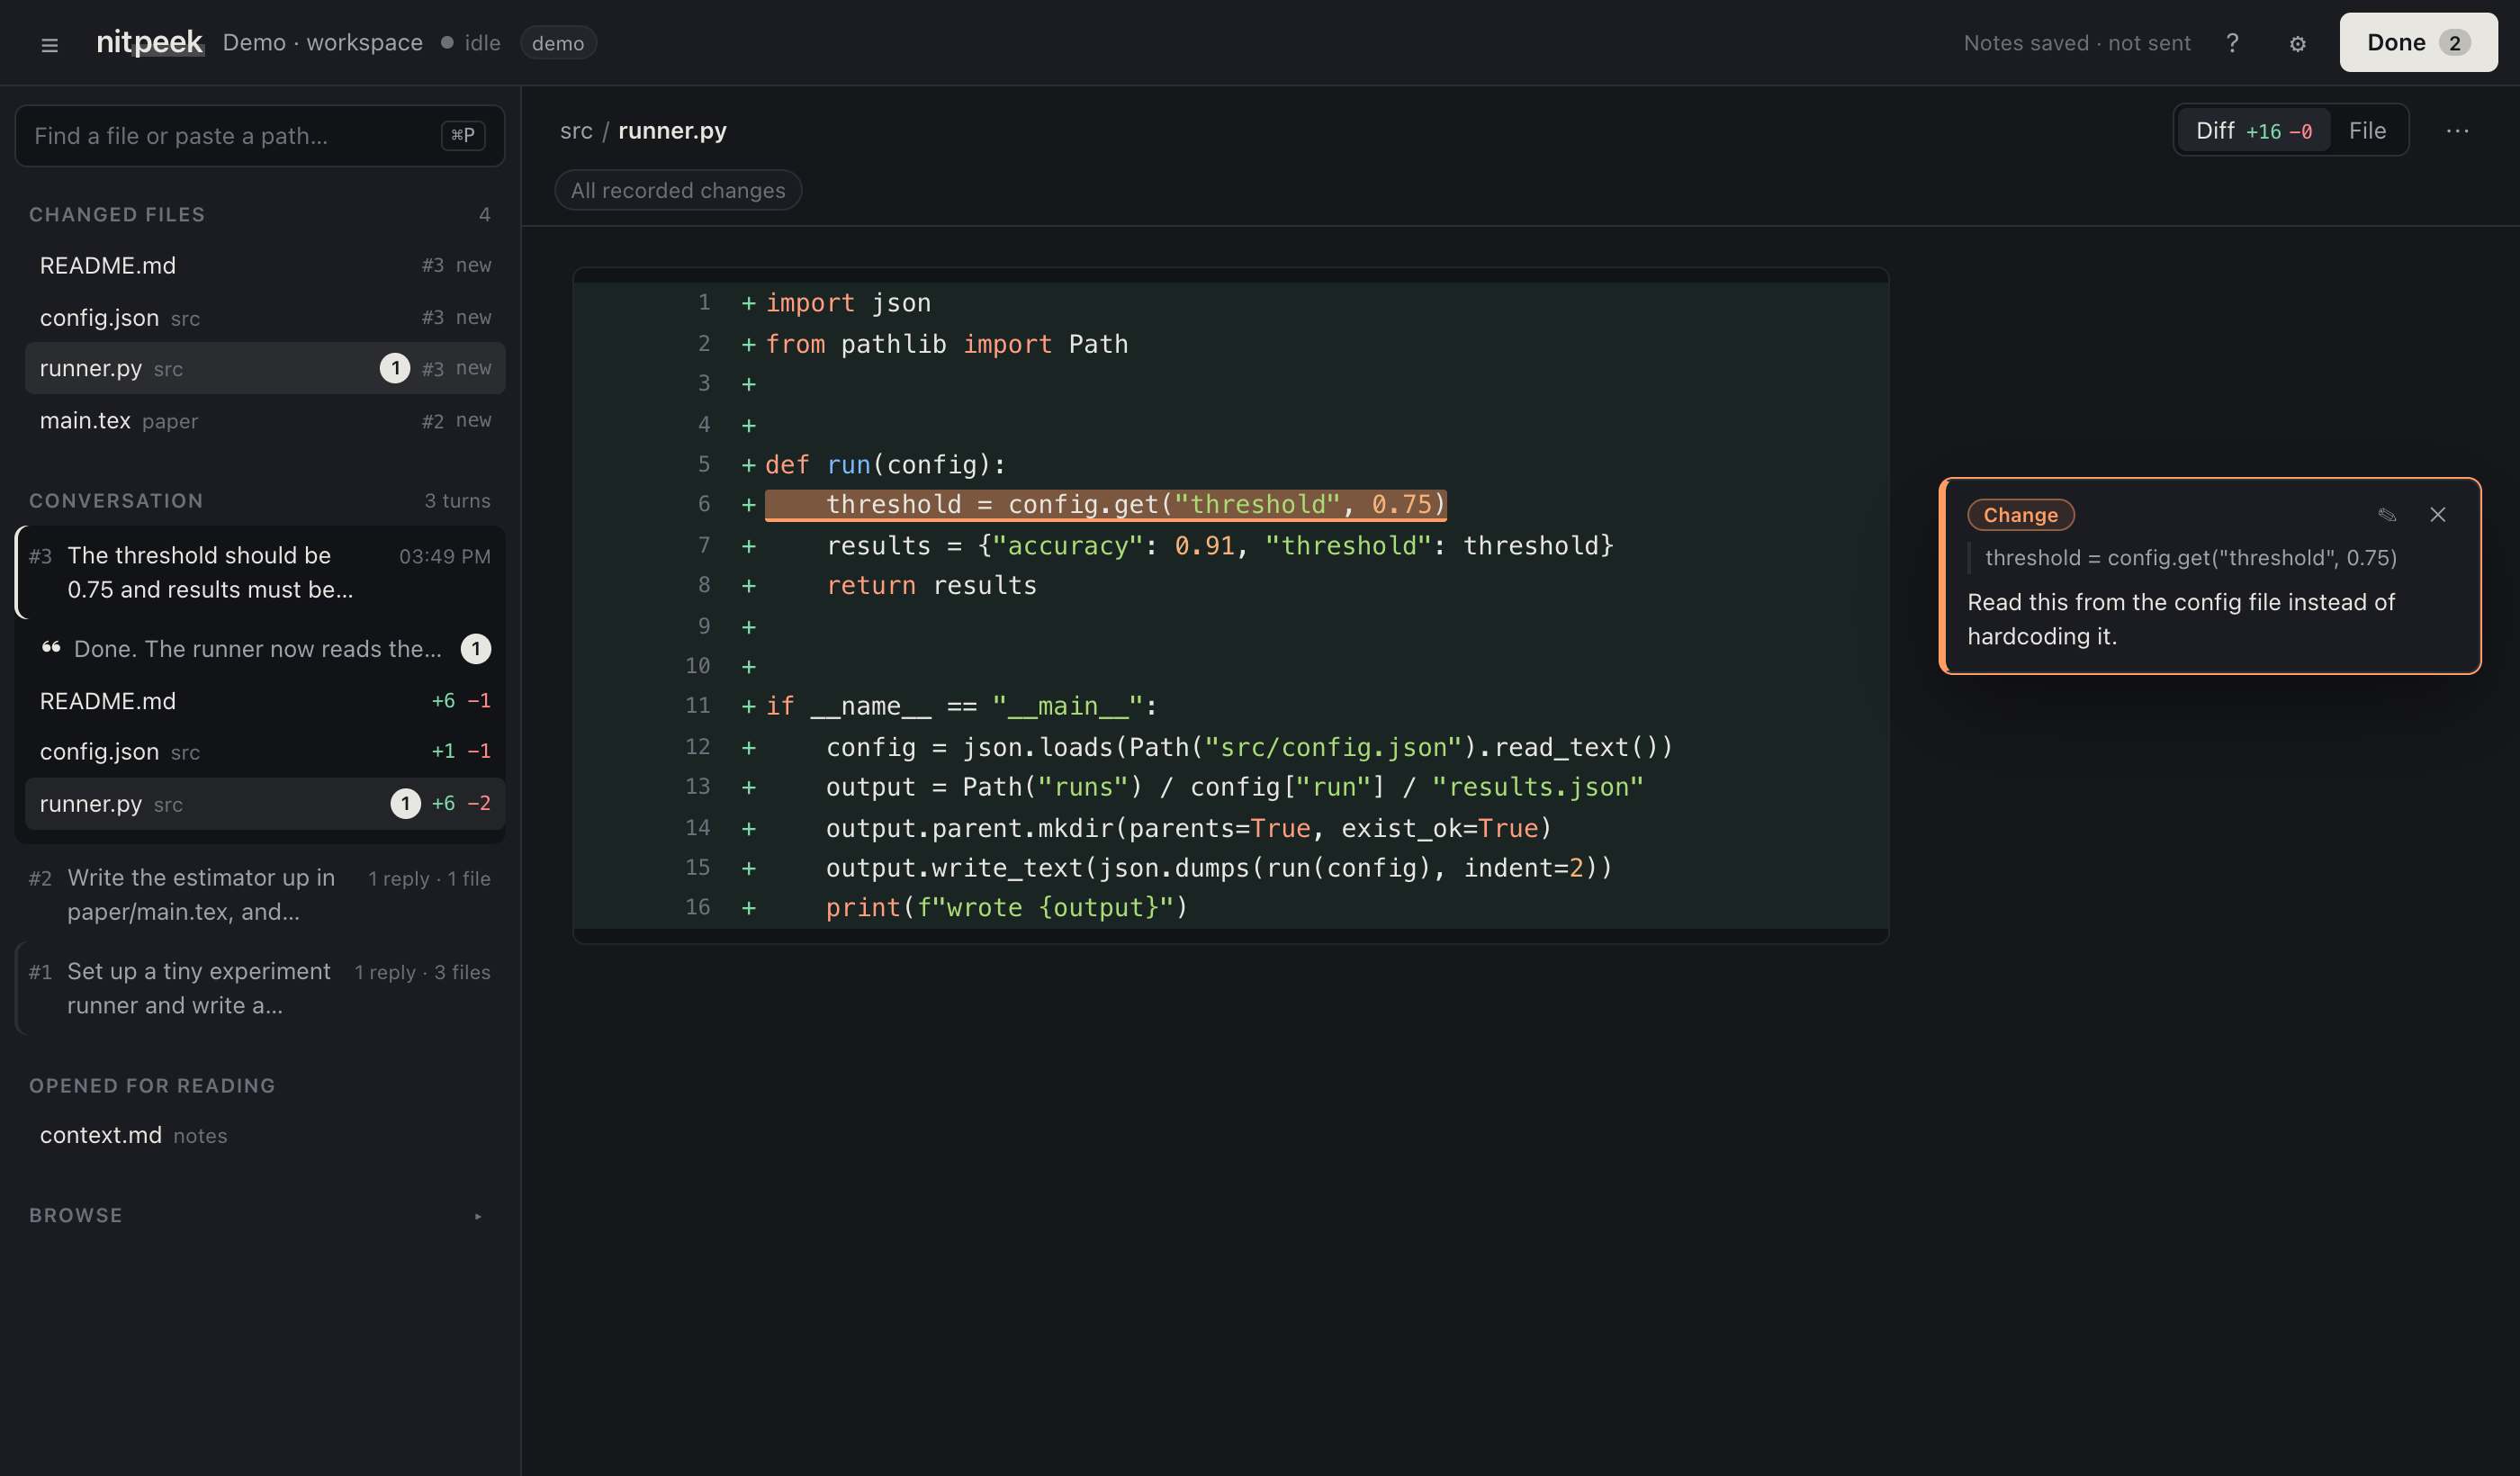 nitpeek Demo · workspace idle demo Notes saved · not sent ? Done 2
Find a file or paste a path... ⌘P
CHANGED FILES 4
README.md #3 new
config.json src #3 new
runner.py src 1 #3 new
main.tex paper #2 new
CONVERSATION 3 turns
#3 The threshold should be 03:49 PM
0.75 and results must be...
❝ Done. The runner now reads the... 1
README.md +6 −1
config.json src +1 −1
runner.py src 1 +6 −2
#2 Write the estimator up in 1 reply · 1 file
paper/main.tex, and...
#1 Set up a tiny experiment 1 reply · 3 files
runner and write a...
OPENED FOR READING
context.md notes
BROWSE
src / runner.py Diff +16 −0 File ...
All recorded changes
1 + import json
2 + from pathlib import Path
3 +
4 +
5 + def run(config):
6 +     threshold = config.get("threshold", 0.75)
7 +     results = {"accuracy": 0.91, "threshold": threshold}
8 +     return results
9 +
10 +
11 + if __name__ == "__main__":
12 +     config = json.loads(Path("src/config.json").read_text())
13 +     output = Path("runs") / config["run"] / "results.json"
14 +     output.parent.mkdir(parents=True, exist_ok=True)
15 +     output.write_text(json.dumps(run(config), indent=2))
16 +     print(f"wrote {output}")
Change
threshold = config.get("threshold", 0.75)
Read this from the config file instead of
hardcoding it.